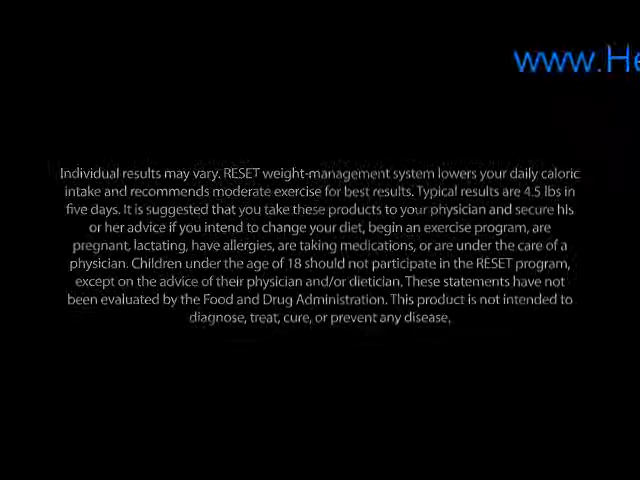 www.He
Individual results may vary. RESET weight-management system lowers your daily caloric
intake and recommends moderate exercise for best results. Typical results are 4.5 lbs in
five days. It is suggested that you take these products to your physician and secure his
or her advice if you intend to change your diet, begin an exercise program, are
pregnant, lactating, have allergies, are taking medications, or are under the care of a
physician. Children under the age of 18 should not participate in the RESET program,
except on the advice of their physician and/or dietician. These statements have not
been evaluated by the Food and Drug Administration. This product is not intended to
diagnose, treat, cure, or prevent any disease.